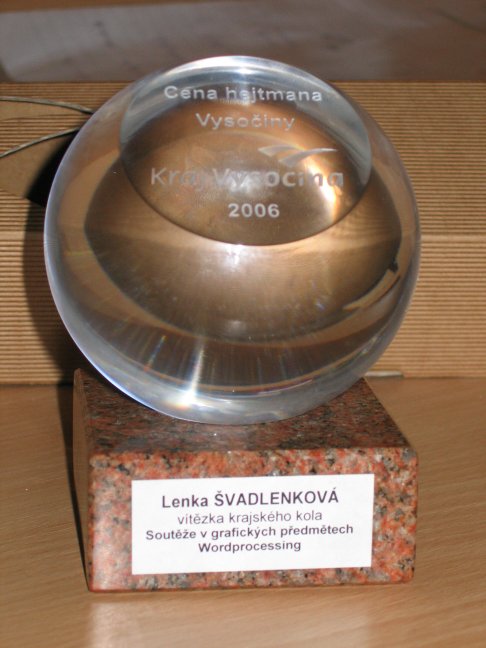 Cena hejtmana
Vysočiny
Kraj Vysočina
2006
Lenka ŠVADLENKOVÁ
vítězka krajského kola
Soutěže v grafických předmětech
Wordprocessing